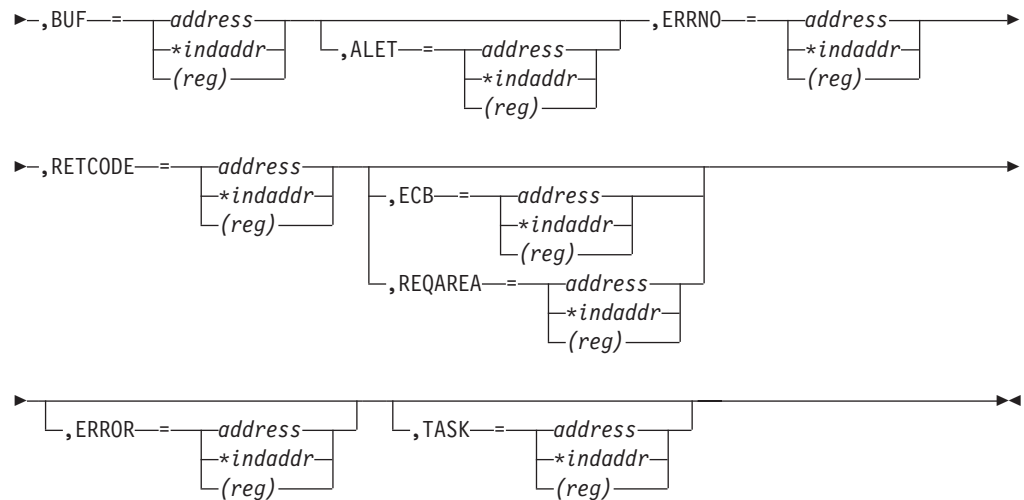 ,BUF = address ,ERRNO = address
*indaddr ,ALET = address *indaddr
(reg) *indaddr (reg)
(reg)
,RETCODE = address
*indaddr ,ECB = address
(reg) *indaddr
(reg)
,REQAREA = address
*indaddr
(reg)
,ERROR = address ,TASK = address
*indaddr *indaddr
(reg) (reg)